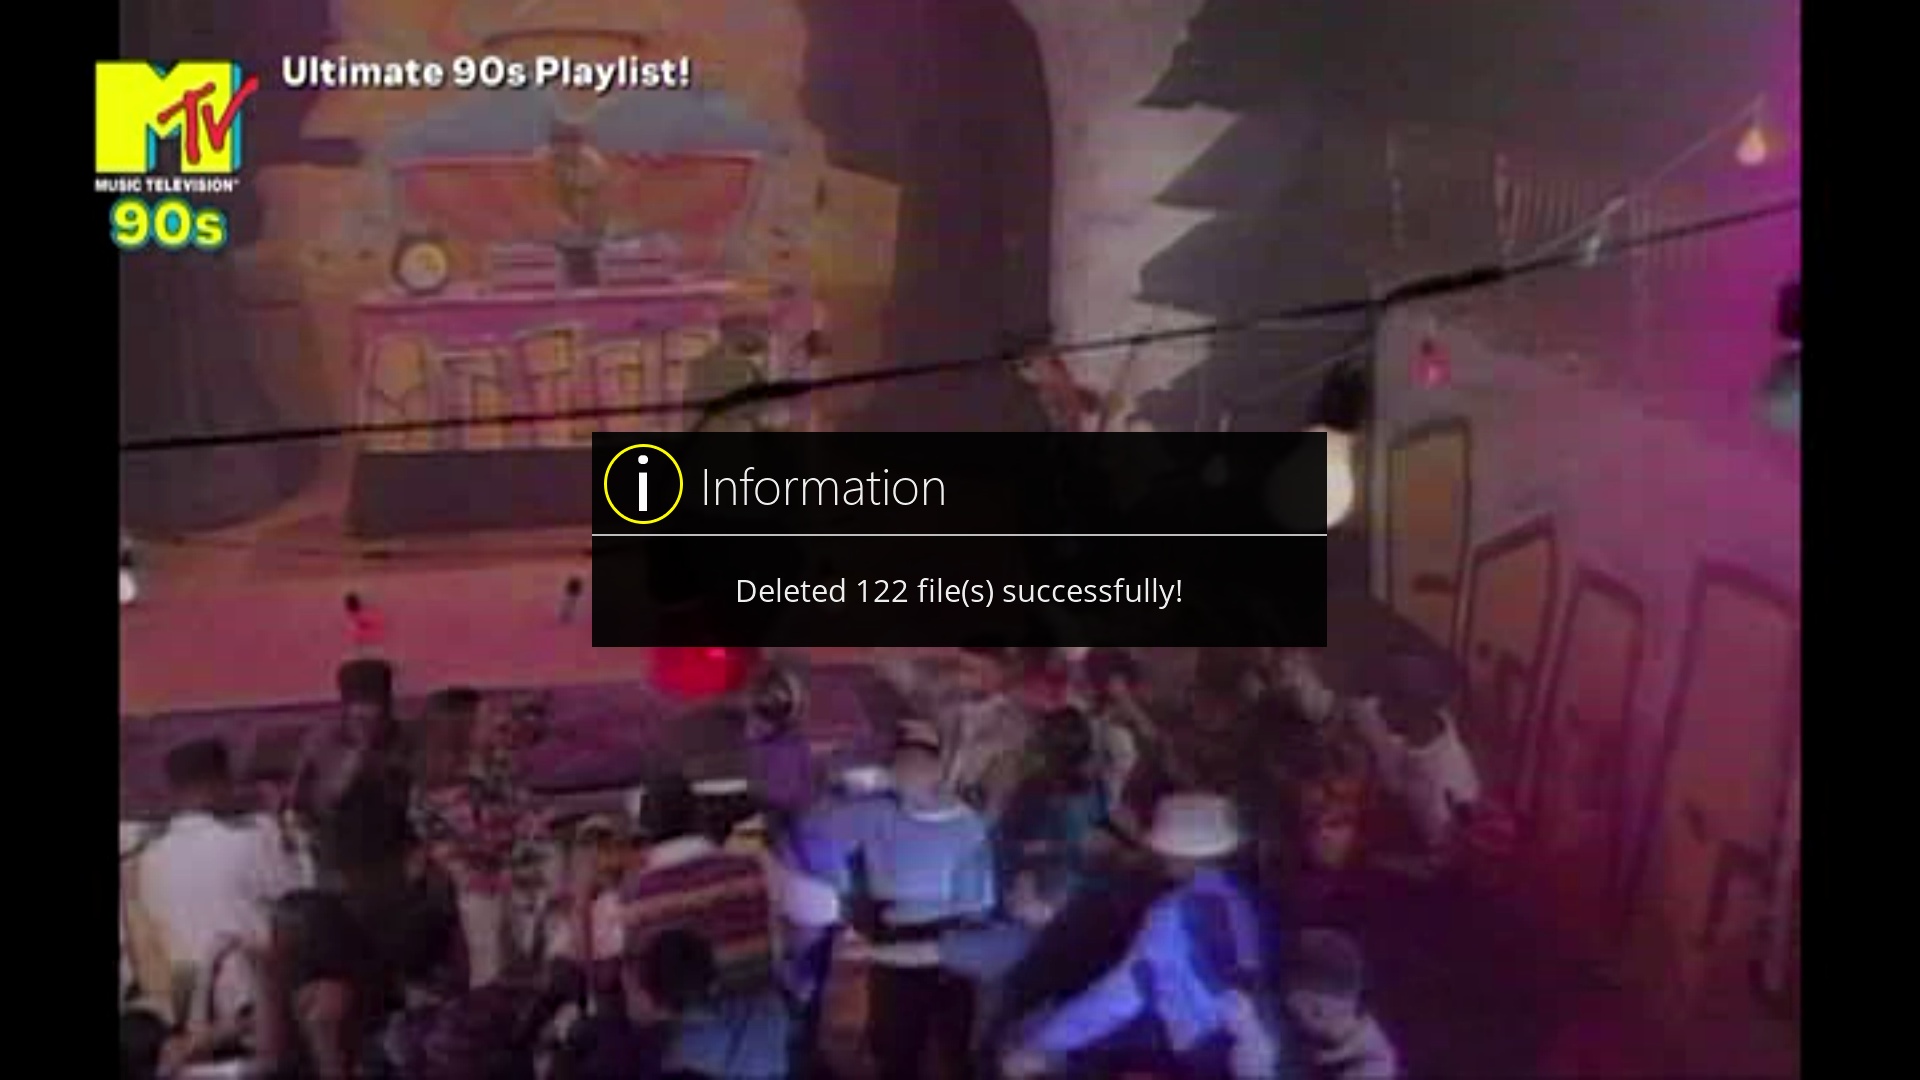 Ultimate 90s Playlist!
MTV
MUSIC TELEVISION
90s
i Information
Deleted 122 file(s) successfully!